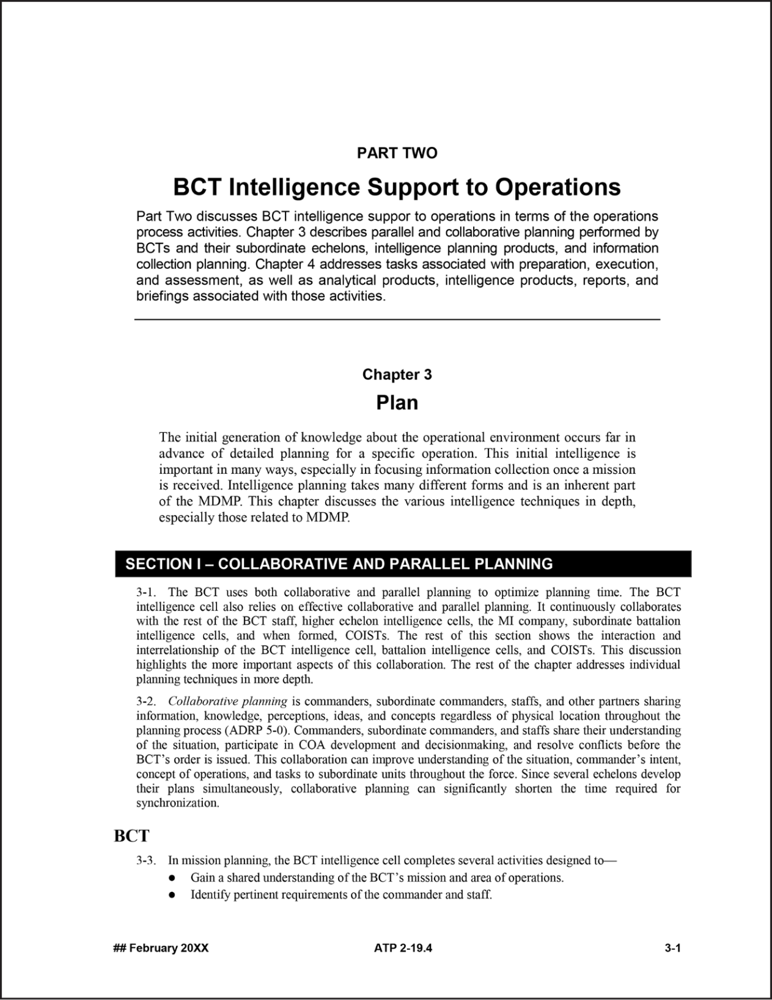 PART TWO
BCT Intelligence Support to Operations
Part Two discusses BCT intelligence suppor to operations in terms of the operations
process activities. Chapter 3 describes parallel and collaborative planning performed by
BCTs and their subordinate echelons, intelligence planning products, and information
collection planning. Chapter 4 addresses tasks associated with preparation, execution,
and assessment, as well as analytical products, intelligence products, reports, and
briefings associated with those activities.
Chapter 3
Plan
The initial generation of knowledge about the operational environment occurs far in
advance of detailed planning for a specific operation. This initial intelligence is
important in many ways, especially in focusing information collection once a mission
is received. Intelligence planning takes many different forms and is an inherent part
of the MDMP. This chapter discusses the various intelligence techniques in depth,
especially those related to MDMP.
SECTION I – COLLABORATIVE AND PARALLEL PLANNING
3-1. The BCT uses both collaborative and parallel planning to optimize planning time. The BCT
intelligence cell also relies on effective collaborative and parallel planning. It continuously collaborates
with the rest of the BCT staff, higher echelon intelligence cells, the MI company, subordinate battalion
intelligence cells, and when formed, COISTs. The rest of this section shows the interaction and
interrelationship of the BCT intelligence cell, battalion intelligence cells, and COISTs. This discussion
highlights the more important aspects of this collaboration. The rest of the chapter addresses individual
planning techniques in more depth.
3-2. Collaborative planning is commanders, subordinate commanders, staffs, and other partners sharing
information, knowledge, perceptions, ideas, and concepts regardless of physical location throughout the
planning process (ADRP 5-0). Commanders, subordinate commanders, and staffs share their understanding
of the situation, participate in COA development and decisionmaking, and resolve conflicts before the
BCT’s order is issued. This collaboration can improve understanding of the situation, commander’s intent,
concept of operations, and tasks to subordinate units throughout the force. Since several echelons develop
their plans simultaneously, collaborative planning can significantly shorten the time required for
synchronization.
BCT
3-3. In mission planning, the BCT intelligence cell completes several activities designed to—
● Gain a shared understanding of the BCT’s mission and area of operations.
● Identify pertinent requirements of the commander and staff.
## February 20XX ATP 2-19.4 3-1